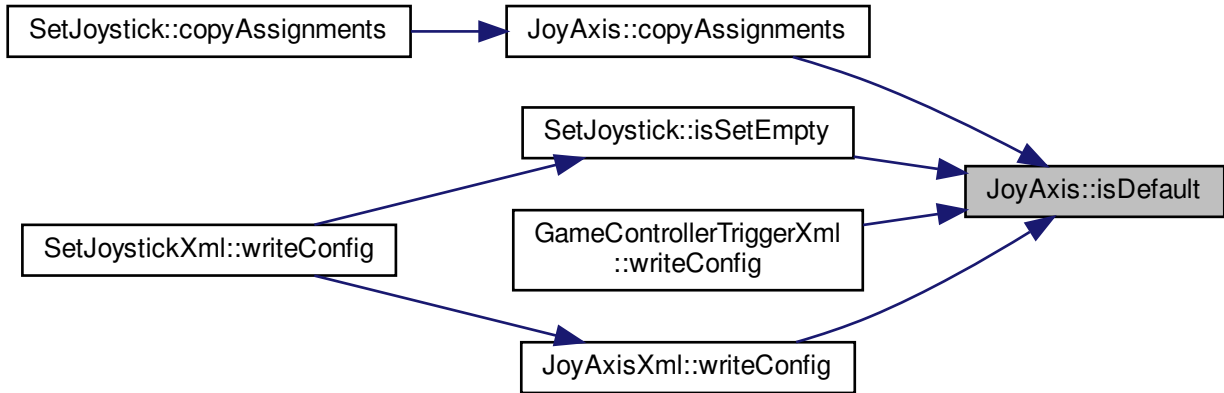 SetJoystick::copyAssignments
JoyAxis::copyAssignments
SetJoystick::isSetEmpty
JoyAxis::isDefault
SetJoystickXml::writeConfig
GameControllerTriggerXml
::writeConfig
JoyAxisXml::writeConfig